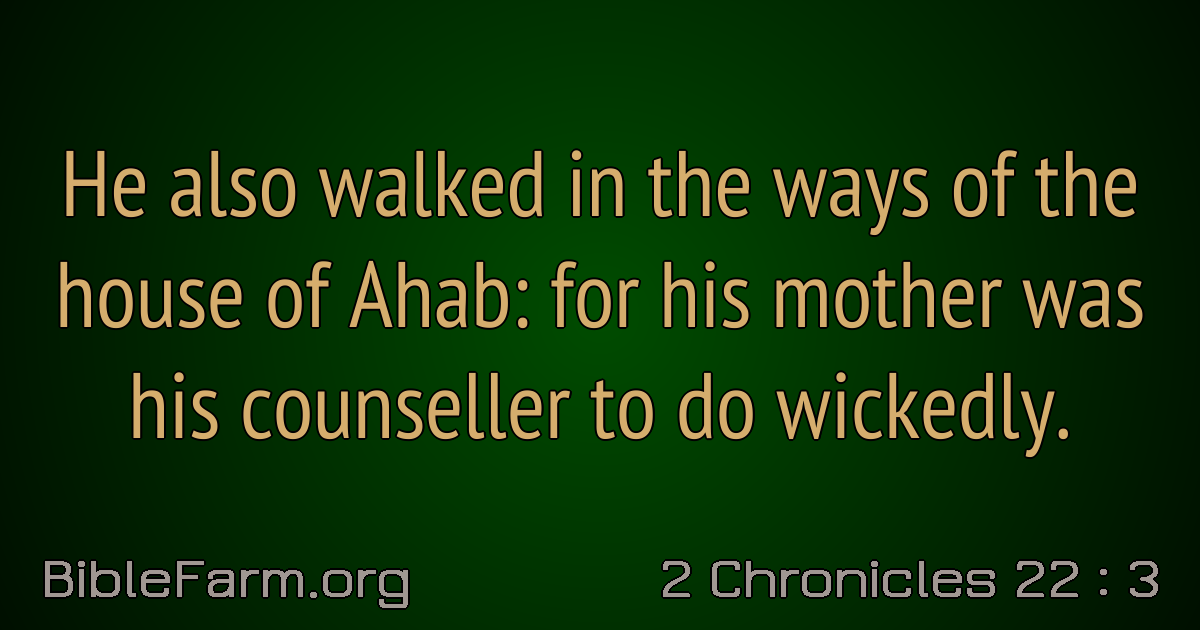 He also walked in the ways of the
house of Ahab: for his mother was
his counseller to do wickedly.
BibleFarm.org
2 Chronicles 22 : 3